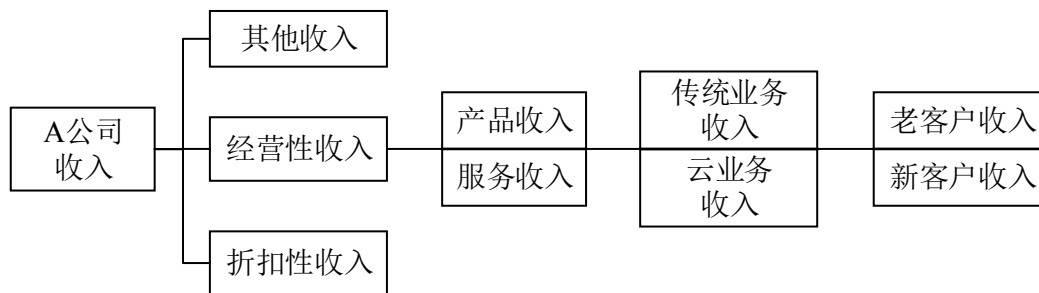 其他收入
A公司
收入
经营性收入
折扣性收入
产品收入
服务收入
传统业务
收入
云业务
收入
老客户收入
新客户收入